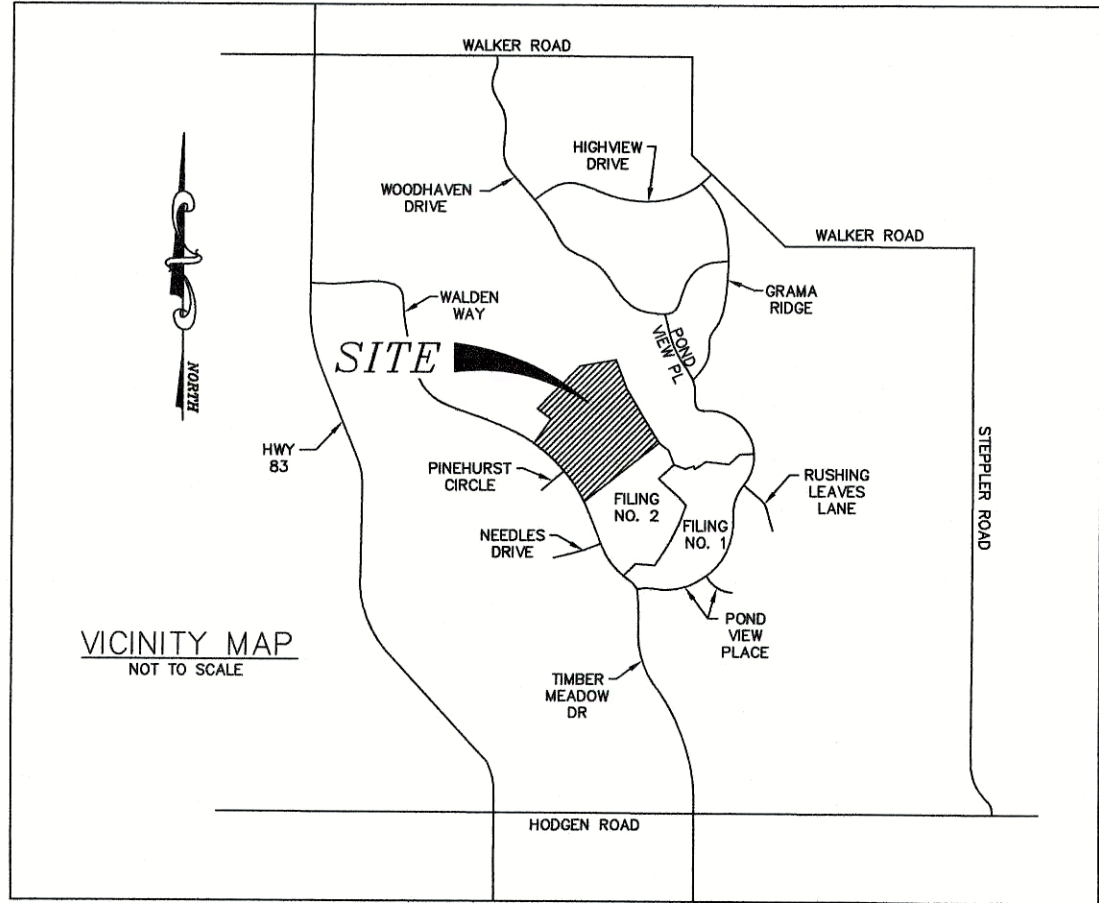 WALKER ROAD
HIGHVIEW
DRIVE
WOODHAVEN
DRIVE
WALKER ROAD
GRAMA
RIDGE
WALDEN
WAY
POND
VIEW PL
SITE
NORTH
HWY
83
PINEHURST
CIRCLE
RUSHING
LEAVES
LANE
STEPPLER ROAD
FILING
NO. 2
FILING
NO. 1
NEEDLES
DRIVE
POND
VIEW
PLACE
VICINITY MAP
NOT TO SCALE
TIMBER
MEADOW
DR
HODGEN ROAD